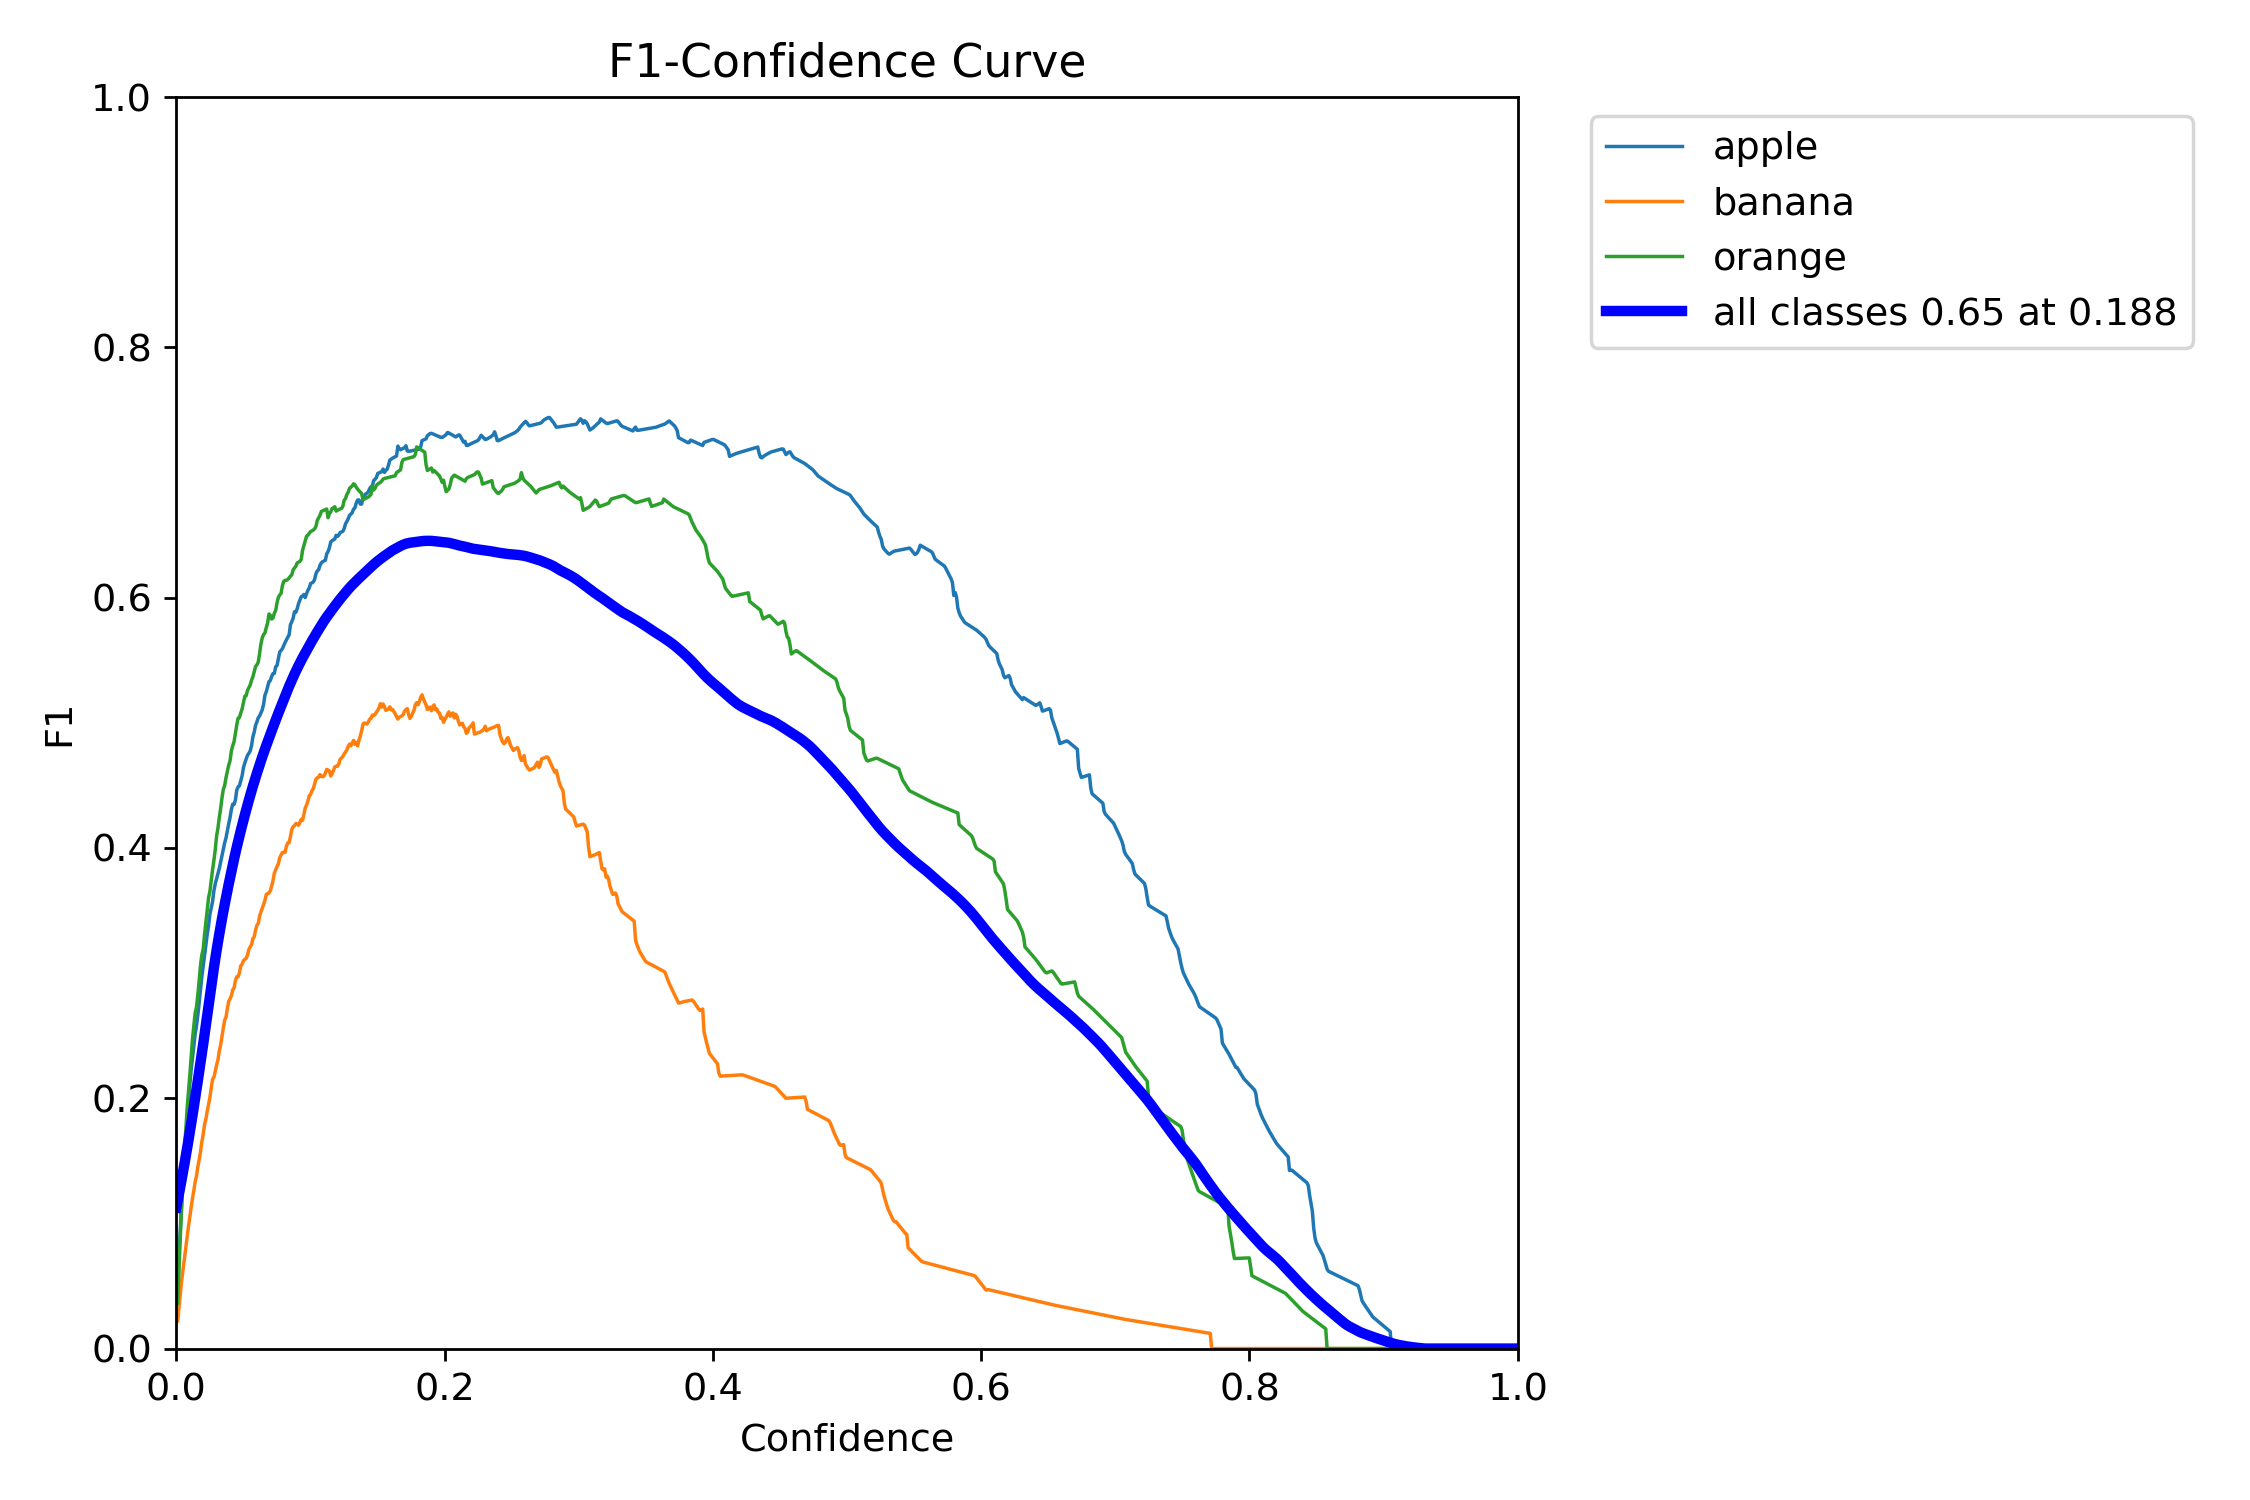 F1-Confidence Curve
1.0
0.8
0.6
0.4
0.2
0.0
F1
0.0 0.2 0.4 0.6 0.8 1.0
Confidence
apple
banana
orange
all classes 0.65 at 0.188